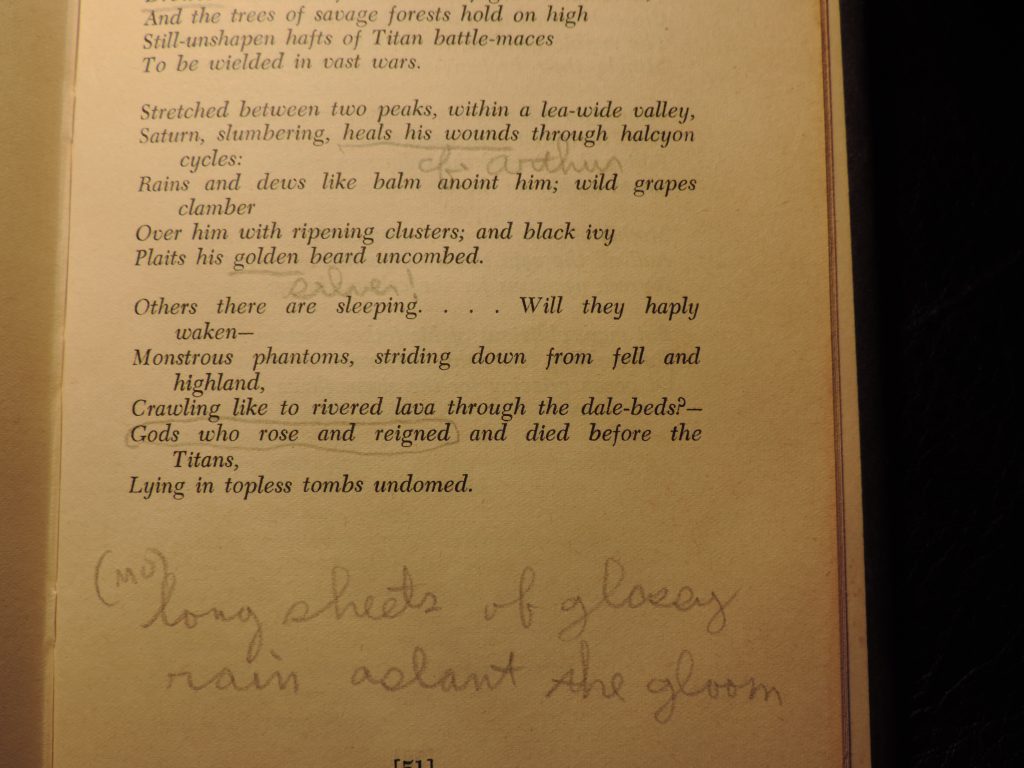 And the trees of savage forests hold on high
Still-unshapen hafts of Titan battle-maces
To be wielded in vast wars.
Stretched between two peaks, within a lea-wide valley,
Saturn, slumbering, heals his wounds through halcyon
cycles:
cf. Arthur
Rains and dews like balm anoint him; wild grapes
clamber
Over him with ripening clusters; and black ivy
Plaits his golden beard uncombed.
silver!
Others there are sleeping. . . . Will they haply
waken—
Monstrous phantoms, striding down from fell and
highland,
Crawling like to rivered lava through the dale-beds?—
Gods who rose and reigned and died before the
Titans,
Lying in topless tombs undomed.
long sheets of glossy
rain aslant the gloom
[51]